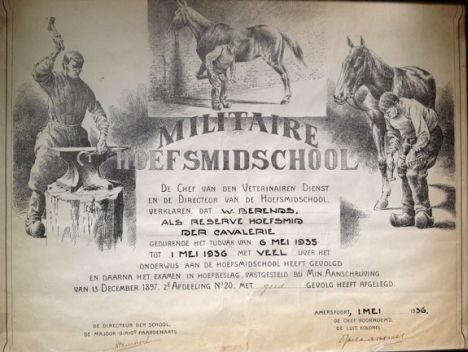 MILITAIRE
HOEFSMIDSCHOOL
DE CHEF VAN DEN VETERINAIREN DIENST
EN DE DIRECTEUR VAN DE HOEFSMIDSCHOOL.
VERKLAREN, DAT W. BERENDS,
ALS RESERVE HOEFSMID
DER CAVALERIE
GEDURENDE HET TIJDVAK VAN 6 MEI 1935
TOT 1 MEI 1936 MET VEEL IJVER HET
ONDERWIJS AAN DE HOEFSMIDSCHOOL HEEFT GEVOLGD
EN DAARNA HET EXAMEN IN HOEFBESLAG, VASTGESTELD BIJ MIN. AANSCHRIJVING
VAN 13 DECEMBER 1897. 2E AFDEELING No. 20, MET goed GEVOLG HEEFT AFGELEGD.
AMERSFOORT, 1 MEI 1936.
DE DIRECTEUR DER SCHOOL,
DE MAJOOR DIRIGT PAARDENARTS
DE CHEF VOORNOEMD,
DE LUIT. KOLONEL